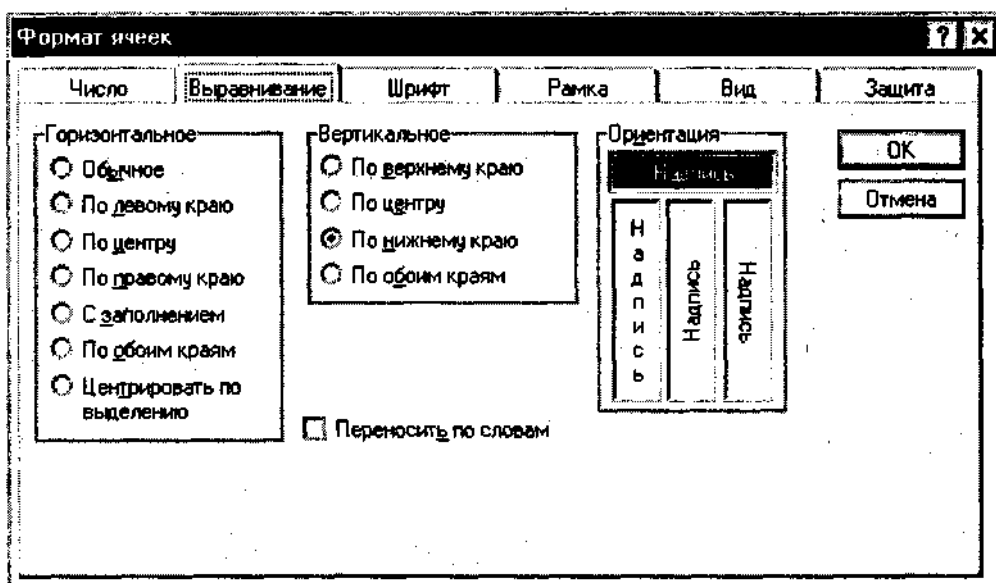 Формат ячеек
Число Выравнивание Шрифт Рамка Вид Защита
Горизонтальное
Обычное
По левому краю
По центру
По правому краю
С заполнением
По обоим краям
Центрировать по
выделению
Вертикальное
По верхнему краю
По центру
По нижнему краю
По обоим краям
Переносить по словам
Ориентация
Надпись
Надпись
Надпись
Надпись
OK
Отмена